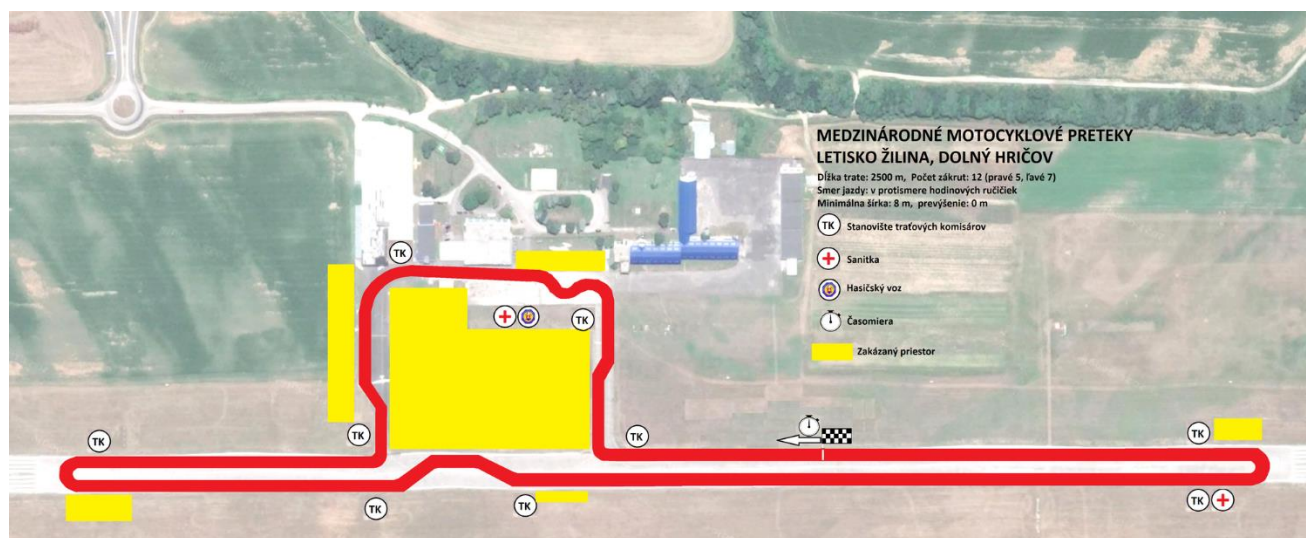 MEDZINÁRODNÉ MOTOCYKLOVÉ PRETEKY
LETISKO ŽILINA, DOLNÝ HRIČOV
Dĺžka trate: 2500 m, Počet zákrut: 12 (pravé 5, ľavé 7)
Smer jazdy: v protismere hodinových ručičiek
Minimálna šírka: 8 m, prevýšenie: 0 m
TK Stanovište traťových komisárov
Sanitka
Hasičský voz
Časomiera
Zakázaný priestor
TK
TK
TK
TK
TK
TK
TK
TK
TK